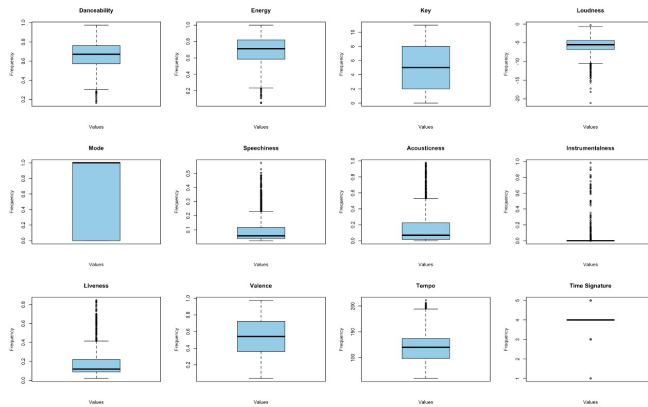 Danceability
Frequency
0.2 0.4 0.6 0.8 1.0
Values
Energy
Frequency
0.2 0.4 0.6 0.8 1.0
Values
Key
Frequency
0 2 4 6 8 10
Values
Loudness
Frequency
-20 -15 -10 -5 0
Values
Mode
Frequency
0.0 0.2 0.4 0.6 0.8 1.0
Values
Speechiness
Frequency
0.1 0.2 0.3 0.4 0.5
Values
Acousticness
Frequency
0.0 0.2 0.4 0.6 0.8
Values
Instrumentalness
Frequency
0.0 0.2 0.4 0.6 0.8 1.0
Values
Liveness
Frequency
0.0 0.2 0.4 0.6 0.8
Values
Valence
Frequency
0.2 0.4 0.6 0.8
Values
Tempo
Frequency
100 150 200
Values
Time Signature
Frequency
1 2 3 4 5
Values